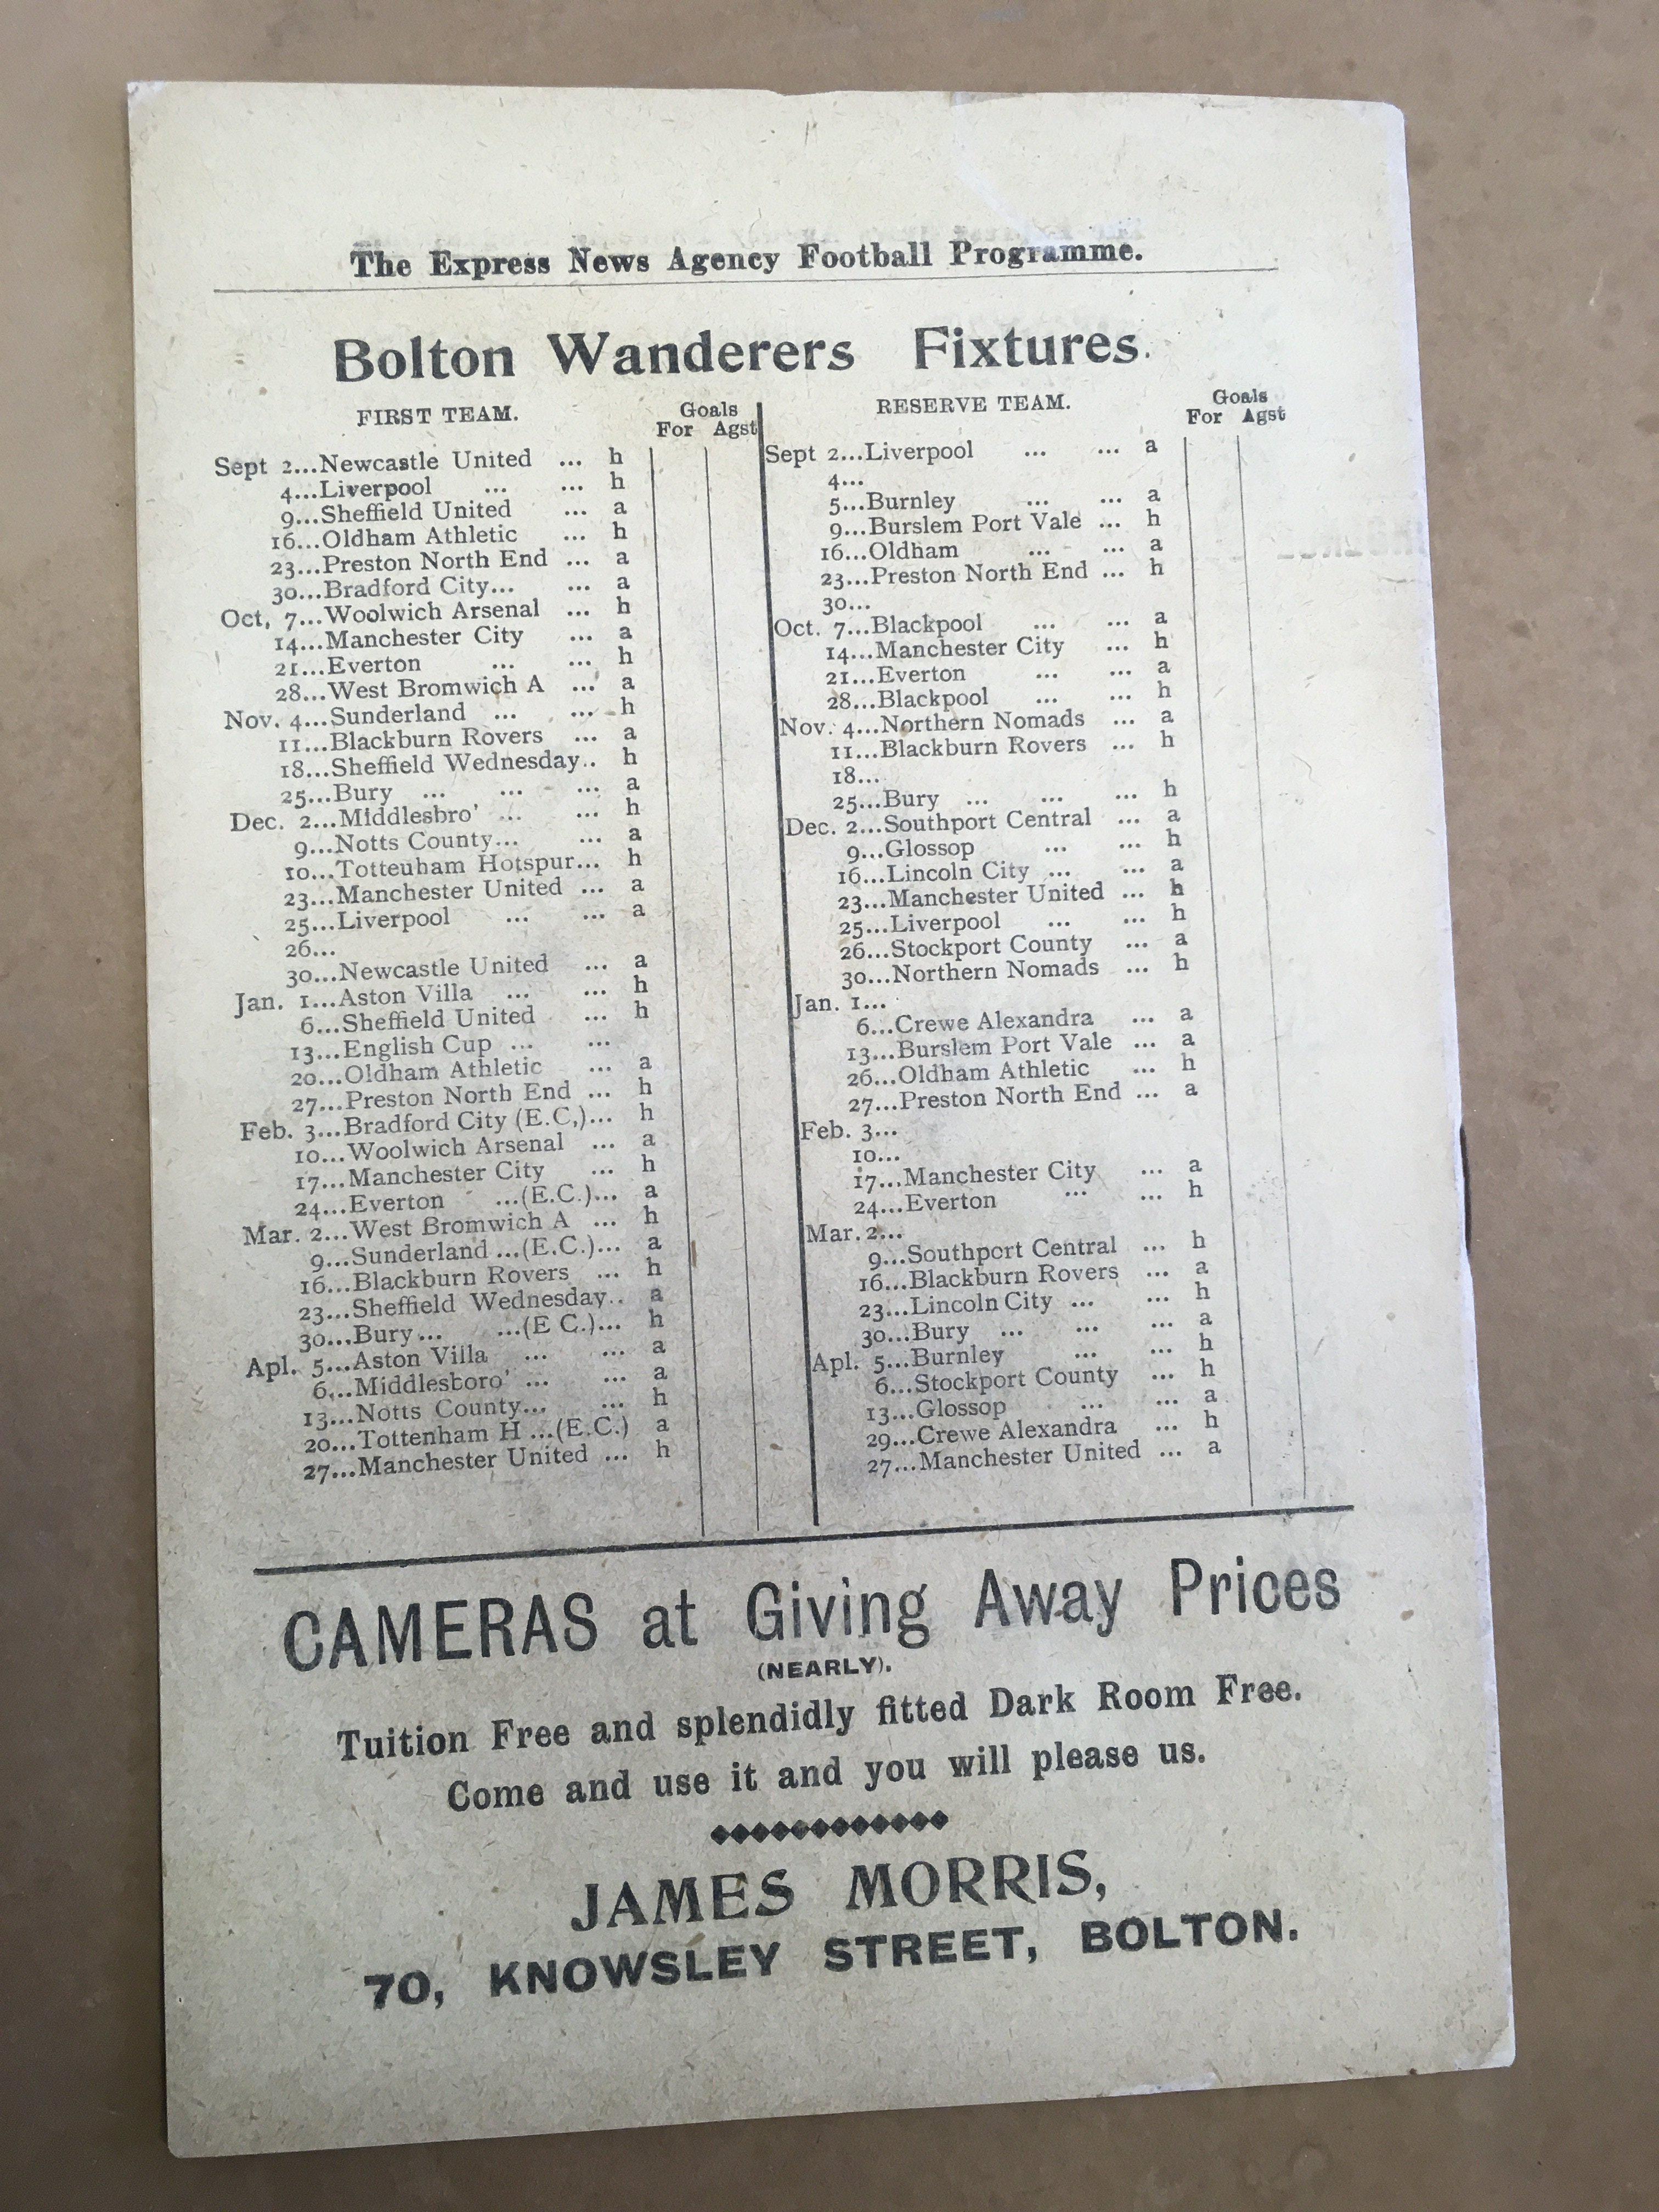 The Express News Agency Football Programme.
Bolton Wanderers Fixtures.
FIRST TEAM.
Goals
For Agst
Sept 2...Newcastle United ... h
4...Liverpool ... ... h
9...Sheffield United ... a
16...Oldham Athletic ... h
23...Preston North End ... a
30...Bradford City... ... a
Oct, 7...Woolwich Arsenal ... h
14...Manchester City ... a
21...Everton ... ... h
28...West Bromwich A ... a
Nov. 4...Sunderland ... ... h
11...Blackburn Rovers ... a
18...Sheffield Wednesday.. h
25...Bury ... ... ... a
Dec. 2...Middlesbro' ... ... h
9...Notts County... ... a
10...Tottenham Hotspur... h
23...Manchester United ... a
25...Liverpool ... ... a
26...
30...Newcastle United ... a
Jan. 1...Aston Villa ... ... h
6...Sheffield United ... h
13...English Cup ... ...
20...Oldham Athletic ... a
27...Preston North End ... h
Feb. 3...Bradford City (E.C,)... h
10...Woolwich Arsenal ... a
17...Manchester City ... h
24...Everton ...(E.C.)... a
Mar. 2...West Bromwich A ... h
9...Sunderland ...(E.C.)... a
16...Blackburn Rovers ... h
23...Sheffield Wednesday.. a
30...Bury... ...(E C.)... h
Apl. 5...Aston Villa ... ... a
6...Middlesboro' ... ... a
13...Notts County... ... h
20...Tottenham H ...(E.C.) a
27...Manchester United ... h
RESERVE TEAM.
Goals
For Agst
Sept 2...Liverpool ... ... a
4...
5...Burnley ... ... a
9...Burslem Port Vale ... h
16...Oldham ... ... a
23...Preston North End ... h
30...
Oct. 7...Blackpool ... ... a
14...Manchester City ... h
21...Everton ... ... a
28...Blackpool ... ... h
Nov. 4...Northern Nomads ... a
11...Blackburn Rovers ... h
18...
25...Bury ... ... ... h
Dec. 2...Southport Central ... a
9...Glossop ... ... h
16...Lincoln City ... ... a
23...Manchester United ... h
25...Liverpool ... ... h
26...Stockport County ... a
30...Northern Nomads ... h
Jan. 1...
6...Crewe Alexandra ... a
13...Burslem Port Vale ... a
26...Oldham Athletic ... h
27...Preston North End ... a
Feb. 3...
10...
17...Manchester City ... a
24...Everton ... ... h
Mar. 2...
9...Southport Central ... h
16...Blackburn Rovers ... a
23...Lincoln City ... ... h
30...Bury ... ... ... a
Apl. 5...Burnley ... ... h
6...Stockport County ... h
13...Glossop ... ... a
29...Crewe Alexandra ... h
27...Manchester United ... a
CAMERAS at Giving Away Prices
(NEARLY).
Tuition Free and splendidly fitted Dark Room Free.
Come and use it and you will please us.
JAMES MORRIS,
70, KNOWSLEY STREET, BOLTON.